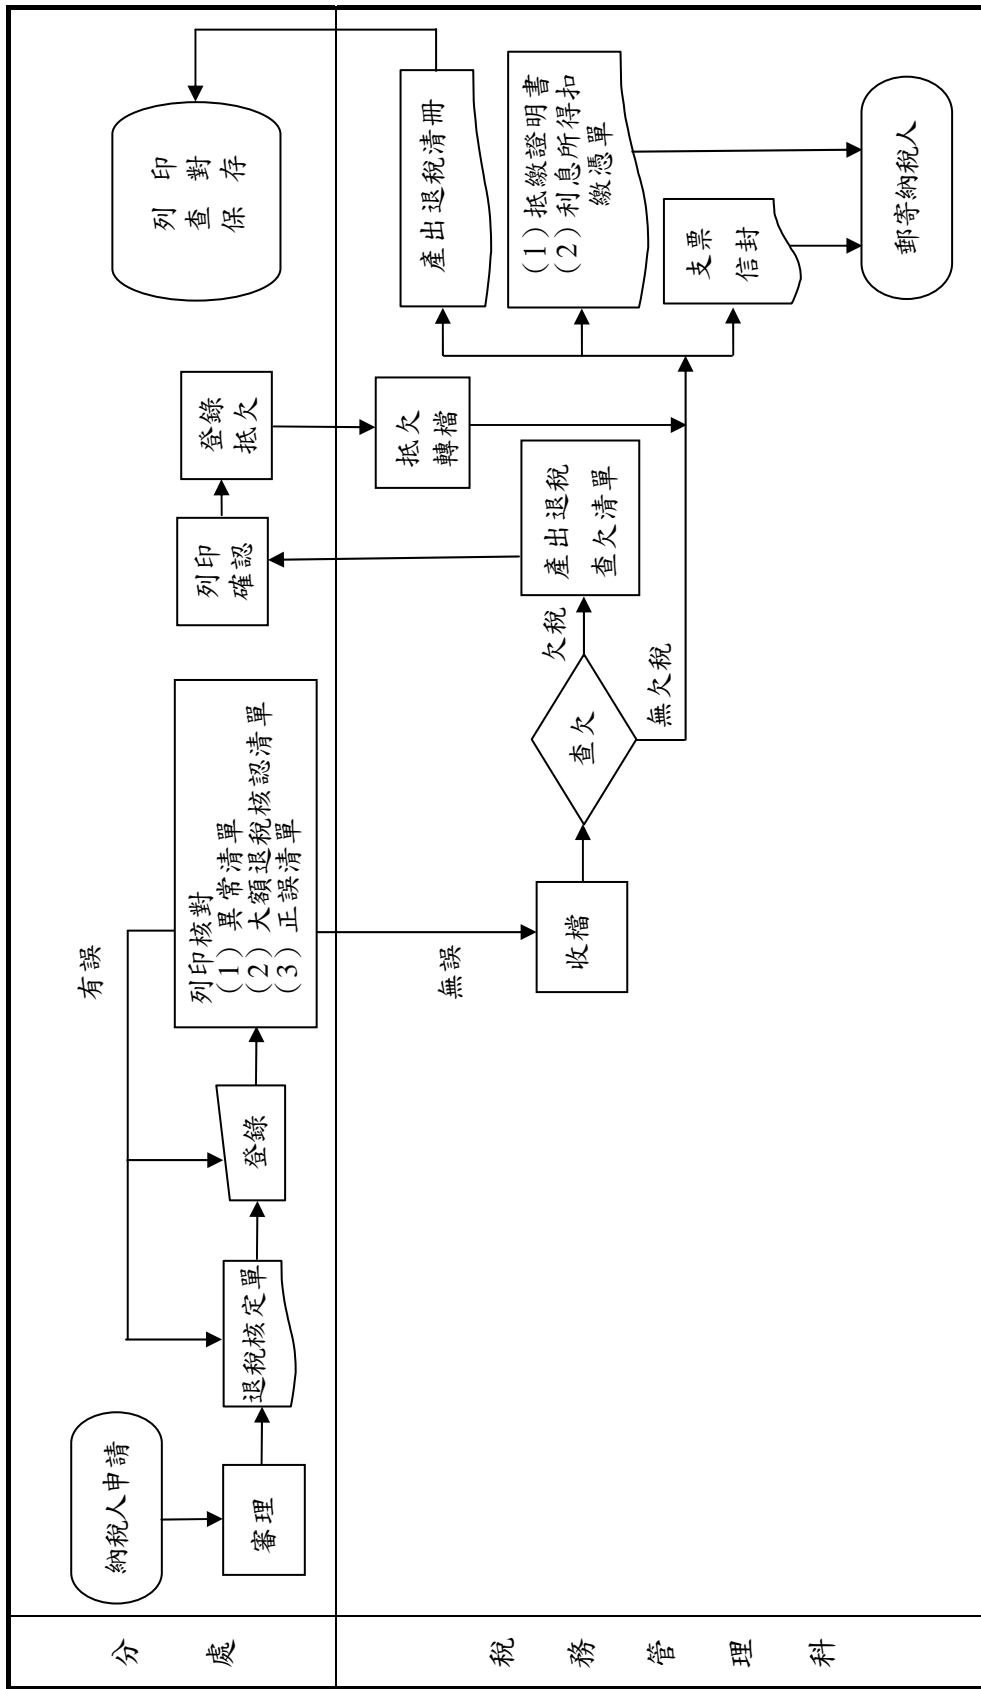 分處
納稅人申請
審理
退稅核定單
登錄
有誤
列印核對
(1)異常清單
(2)大額退稅核認清單
(3)正誤清單
列印
確認
登錄
抵欠
列印
查對
保存
稅務管理科
無誤
收檔
查欠
欠稅
無欠稅
產出退稅
查欠清單
抵欠
轉檔
產出退稅清冊
(1)抵繳證明書
(2)利息所得扣
繳憑單
支票
信封
郵寄納稅人